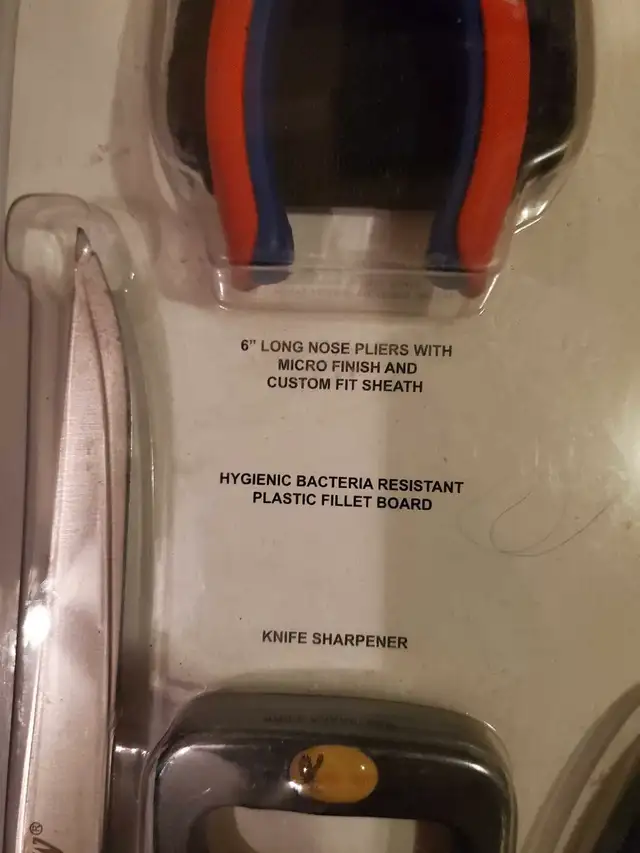 6” LONG NOSE PLIERS WITH
MICRO FINISH AND
CUSTOM FIT SHEATH
HYGIENIC BACTERIA RESISTANT
PLASTIC FILLET BOARD
KNIFE SHARPENER